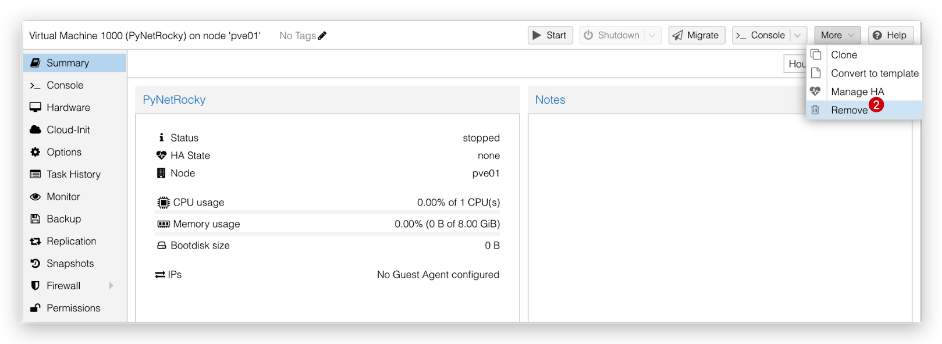 Virtual Machine 1000 (PyNetRocky) on node 'pve01' No Tags Start Shutdown Migrate >_ Console More Help
Summary
>_ Console
Hardware
Cloud-Init
Options
Task History
Monitor
Backup
Replication
Snapshots
Firewall
Permissions
Hou
Clone
Convert to template
Manage HA
Remove 2
PyNetRocky
Status stopped
HA State none
Node pve01
CPU usage 0.00% of 1 CPU(s)
Memory usage 0.00% (0 B of 8.00 GiB)
Bootdisk size 0 B
IPs No Guest Agent configured
Notes